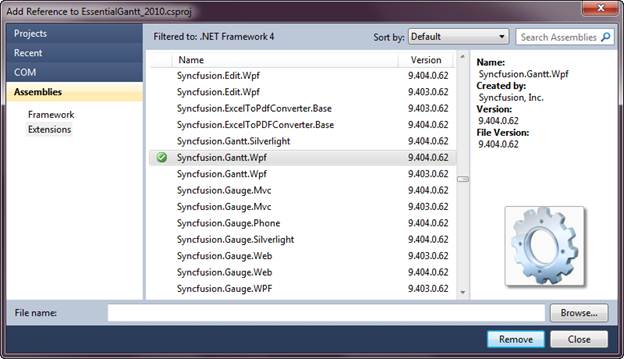 Add Reference to EssentialGantt_2010.csproj
Projects
Recent
COM
Assemblies
Framework
Extensions
Filtered to: .NET Framework 4
Sort by: Default
Search Assemblies
Name Version
Syncfusion.Edit.Wpf 9.404.0.62
Syncfusion.Edit.Wpf 9.403.0.62
Syncfusion.ExcelToPdfConverter.Base 9.403.0.62
Syncfusion.ExcelToPDFConverter.Base 9.404.0.62
Syncfusion.Gantt.Silverlight 9.404.0.62
Syncfusion.Gantt.Wpf 9.404.0.62
Syncfusion.Gantt.Wpf 9.403.0.62
Syncfusion.Gauge.Mvc 9.404.0.62
Syncfusion.Gauge.Mvc 9.403.0.62
Syncfusion.Gauge.Phone 9.404.0.62
Syncfusion.Gauge.Silverlight 9.404.0.62
Syncfusion.Gauge.Web 9.403.0.62
Syncfusion.Gauge.Web 9.404.0.62
Syncfusion.Gauge.WPF 9.403.0.62
Name:
Syncfusion.Gantt.Wpf
Created by:
Syncfusion, Inc.
Version:
9.404.0.62
File Version:
9.404.0.62
File name:
Browse...
Remove
Close